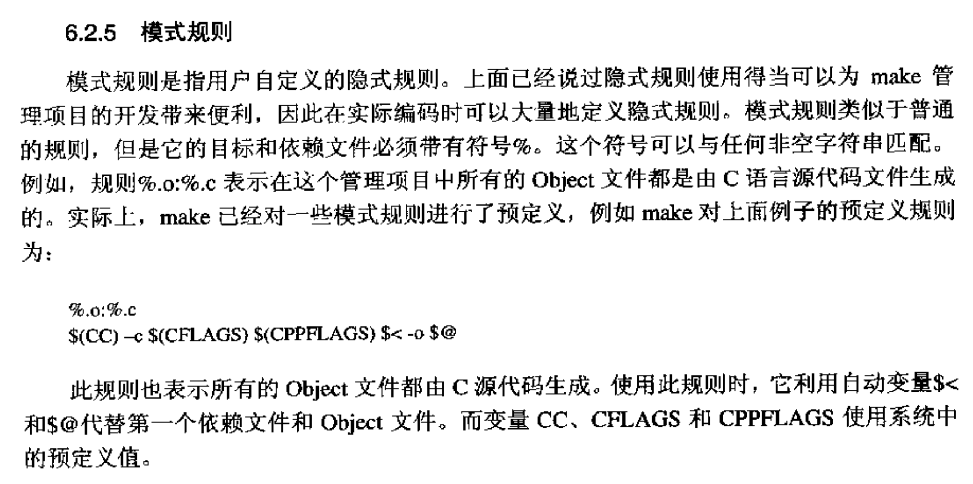 6.2.5 模式规则
模式规则是指用户自定义的隐式规则。上面已经说过隐式规则使用得当可以为 make 管
理项目的开发带来便利，因此在实际编码时可以大量地定义隐式规则。模式规则类似于普通
的规则，但是它的目标和依赖文件必须带有符号%。这个符号可以与任何非空字符串匹配。
例如，规则%.o:%.c 表示在这个管理项目中所有的 Object 文件都是由 C 语言源代码文件生成
的。实际上，make 已经对一些模式规则进行了预定义，例如 make 对上面例子的预定义规则
为：
%.o:%.c
$(CC) –c $(CFLAGS) $(CPPFLAGS) $< -o $@
此规则也表示所有的 Object 文件都由 C 源代码生成。使用此规则时，它利用自动变量$<
和$@代替第一个依赖文件和 Object 文件。而变量 CC、CFLAGS 和 CPPFLAGS 使用系统中
的预定义值。